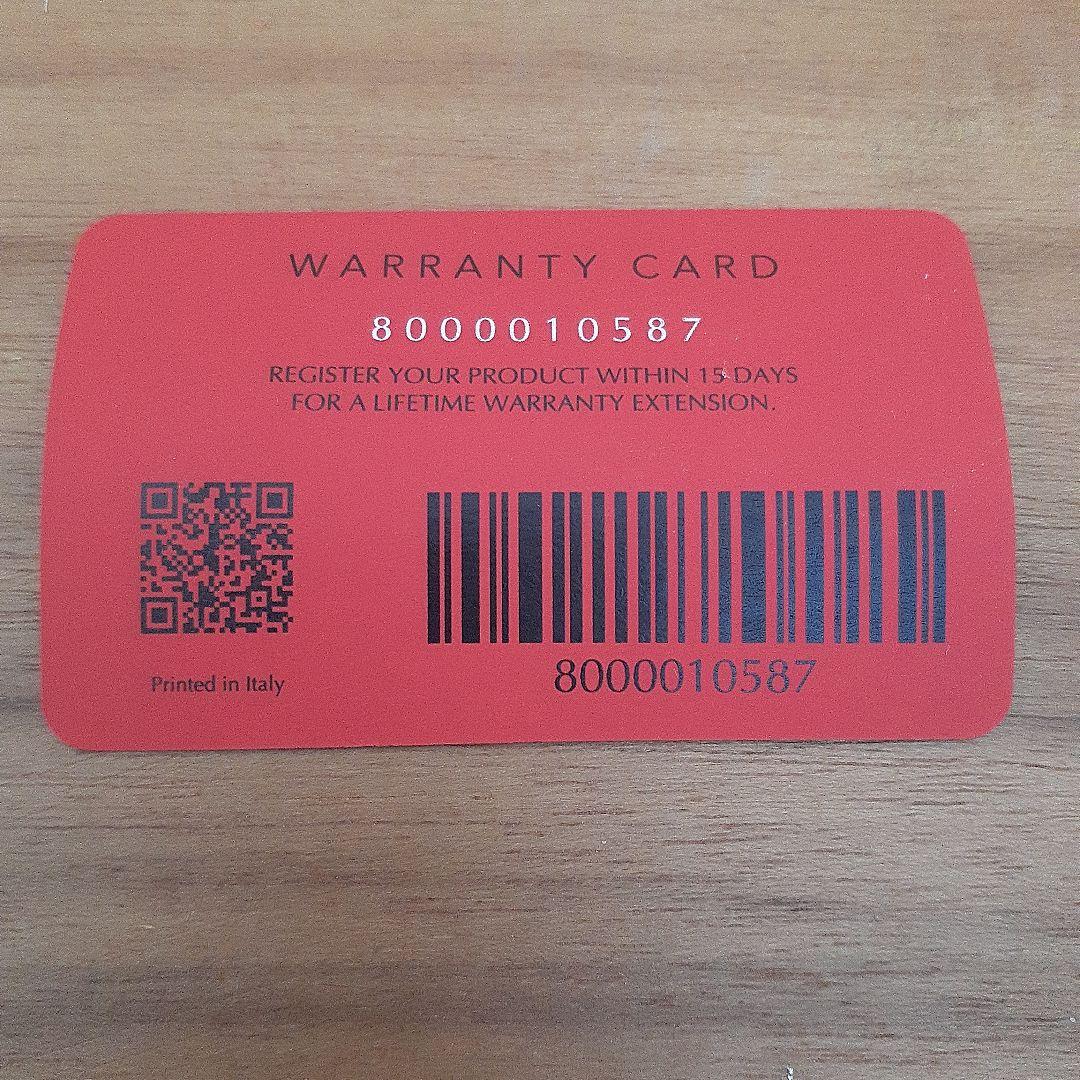 WARRANTY CARD
8000010587
REGISTER YOUR PRODUCT WITHIN 15 DAYS
FOR A LIFETIME WARRANTY EXTENSION.
8000010587
Printed in Italy